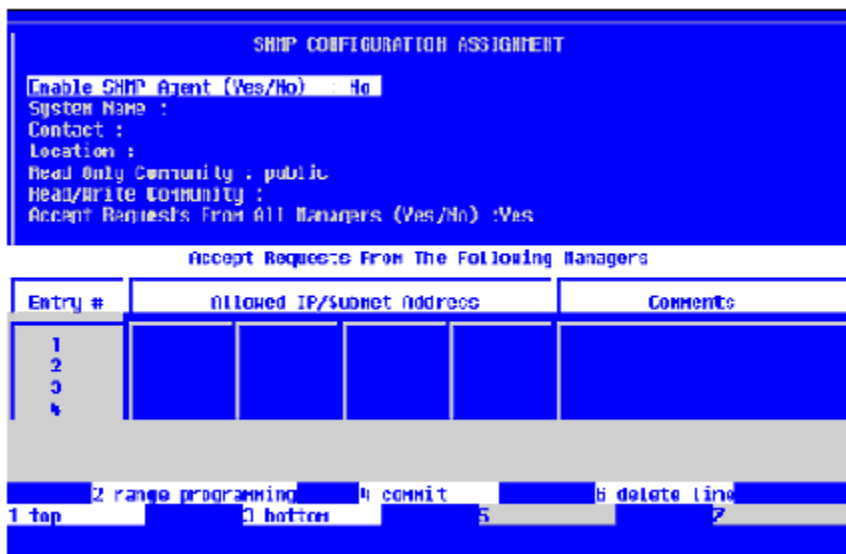 SNMP CONFIGURATION ASSIGNMENT
Enable SNMP Agent (Yes/No) : No
System Name :
Contact :
Location :
Read Only Community : public
Read/Write Community :
Accept Requests From All Managers (Yes/No) :Yes
Accept Requests From The Following Managers
Entry # Allowed IP/Subnet Address Comments
1
2
3
4
2 range programming 4 commit 6 delete line
1 top 3 bottom 5 7